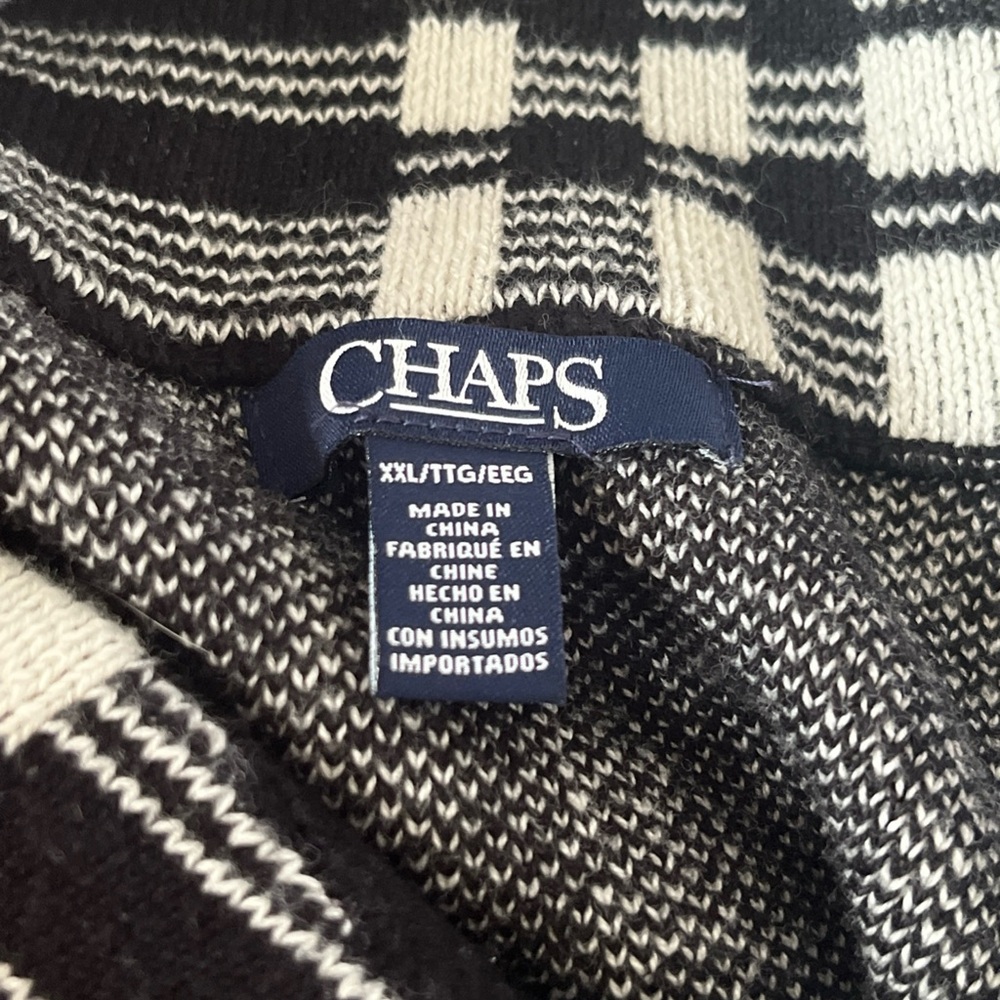 CHAPS
XXL/TTG/EEG
MADE IN
CHINA
FABRIQUÉ EN
CHINE
HECHO EN
CHINA
CON INSUMOS
IMPORTADOS